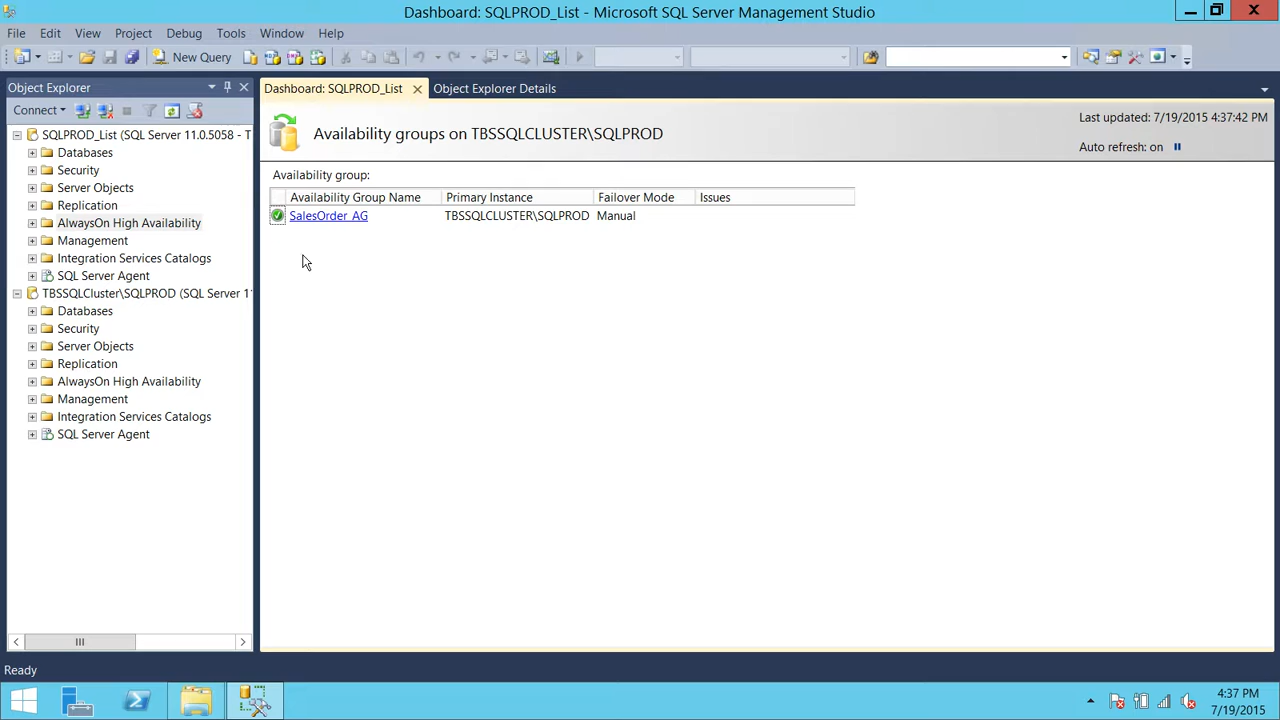 Dashboard: SQLPROD_List - Microsoft SQL Server Management Studio
File Edit View Project Debug Tools Window Help
New Query
Object Explorer
Dashboard: SQLPROD_List
Object Explorer Details
Connect
Availability groups on TBSSQLCLUSTER\SQLPROD
Last updated: 7/19/2015 4:37:42 PM
Auto refresh: on
SQLPROD_List (SQL Server 11.0.5058 - T
Databases
Security
Server Objects
Replication
AlwaysOn High Availability
Management
Integration Services Catalogs
SQL Server Agent
TBSSQLCluster\SQLPROD (SQL Server 1
Databases
Security
Server Objects
Replication
AlwaysOn High Availability
Management
Integration Services Catalogs
SQL Server Agent
Availability group:
Availability Group Name Primary Instance Failover Mode Issues
SalesOrder_AG TBSSQLCLUSTER\SQLPROD Manual
Ready
4:37 PM
7/19/2015